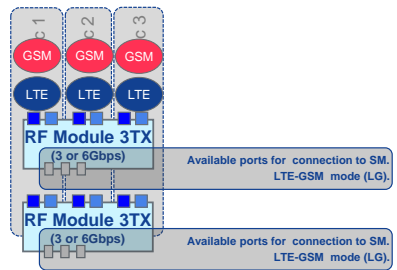 c 1 c 2 c 3
GSM GSM GSM
LTE LTE LTE
RF Module 3TX
(3 or 6Gbps)
Available ports for connection to SM.
LTE-GSM mode (LG).
RF Module 3TX
(3 or 6Gbps)
Available ports for connection to SM.
LTE-GSM mode (LG).